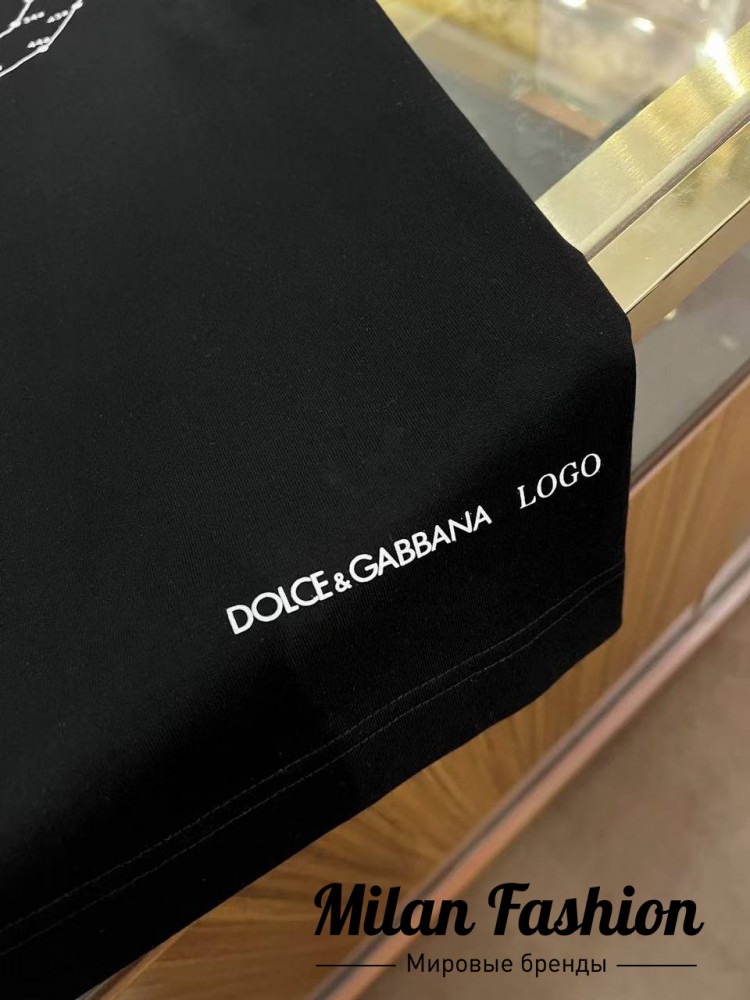 DOLCE&GABBANA LOGO
Milan Fashion
Мировые бренды